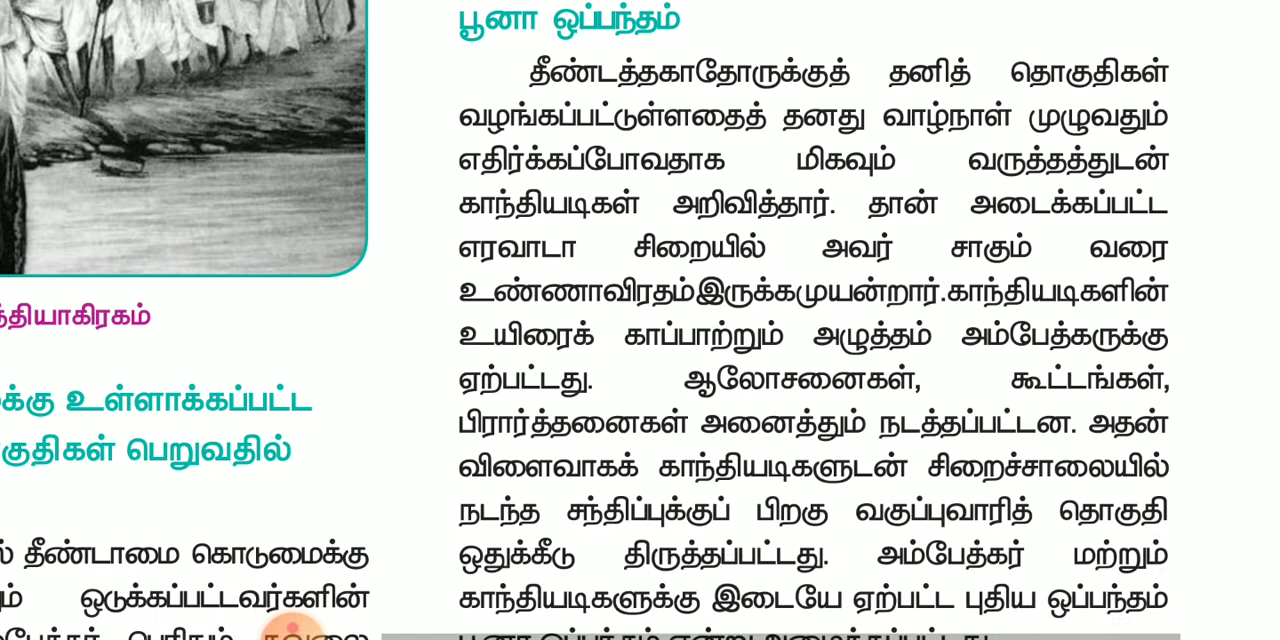 உள்ளாக்கப்பட்ட
பெறுவதில்
தீண்டாமை கொடுமைக்கு
ஒடுக்கப்பட்டவர்களின்
பூனா ஒப்பந்தம்
தீண்டத்தகாதோருக்குத் தனித் தொகுதிகள்
வழங்கப்பட்டுள்ளதைத் தனது வாழ்நாள் முழுவதும்
எதிர்க்கப்போவதாக மிகவும் வருத்தத்துடன்
காந்தியடிகள் அறிவித்தார். தான் அடைக்கப்பட்ட
எரவாடா சிறையில் அவர் சாகும் வரை
உண்ணாவிரதம்இருக்கமுயன்றார்.காந்தியடிகளின்
உயிரைக் காப்பாற்றும் அழுத்தம் அம்பேத்கருக்கு
ஏற்பட்டது. ஆலோசனைகள், கூட்டங்கள்,
பிரார்த்தனைகள் அனைத்தும் நடத்தப்பட்டன. அதன்
விளைவாகக் காந்தியடிகளுடன் சிறைச்சாலையில்
நடந்த சந்திப்புக்குப் பிறகு வகுப்புவாரித் தொகுதி
ஒதுக்கீடு திருத்தப்பட்டது. அம்பேத்கர் மற்றும்
காந்தியடிகளுக்கு இடையே ஏற்பட்ட புதிய ஒப்பந்தம்